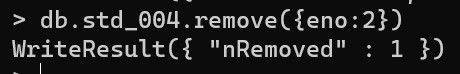 > db.std_004.remove({eno:2})
WriteResult({ "nRemoved" : 1 })